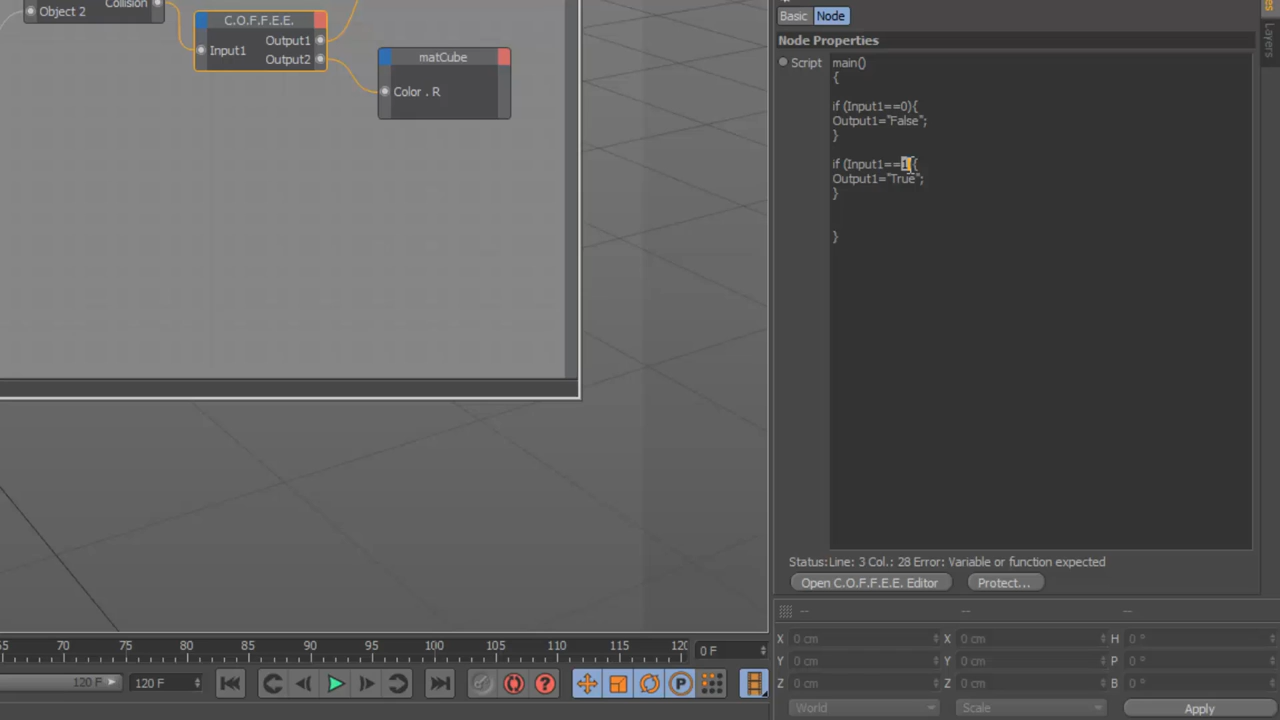 Object 2
Collision
C.O.F.F.E.E.
Input1
Output1
Output2
matCube
Color . R
Basic
Node
Node Properties
Script
main()
{
if (Input1==0){
Output1="False";
}
if (Input1==1){
Output1="True";
}
}
Status:Line: 3 Col.: 28 Error: Variable or function expected
Open C.O.F.F.E.E. Editor
Protect...
Layers
-- -- --
X 0 cm X 0 cm H 0 °
Y 0 cm Y 0 cm P 0 °
Z 0 cm Z 0 cm B 0 °
World
Scale
Apply
70 75 80 85 90 95 100 105 110 115
0 F
120 F
120 F